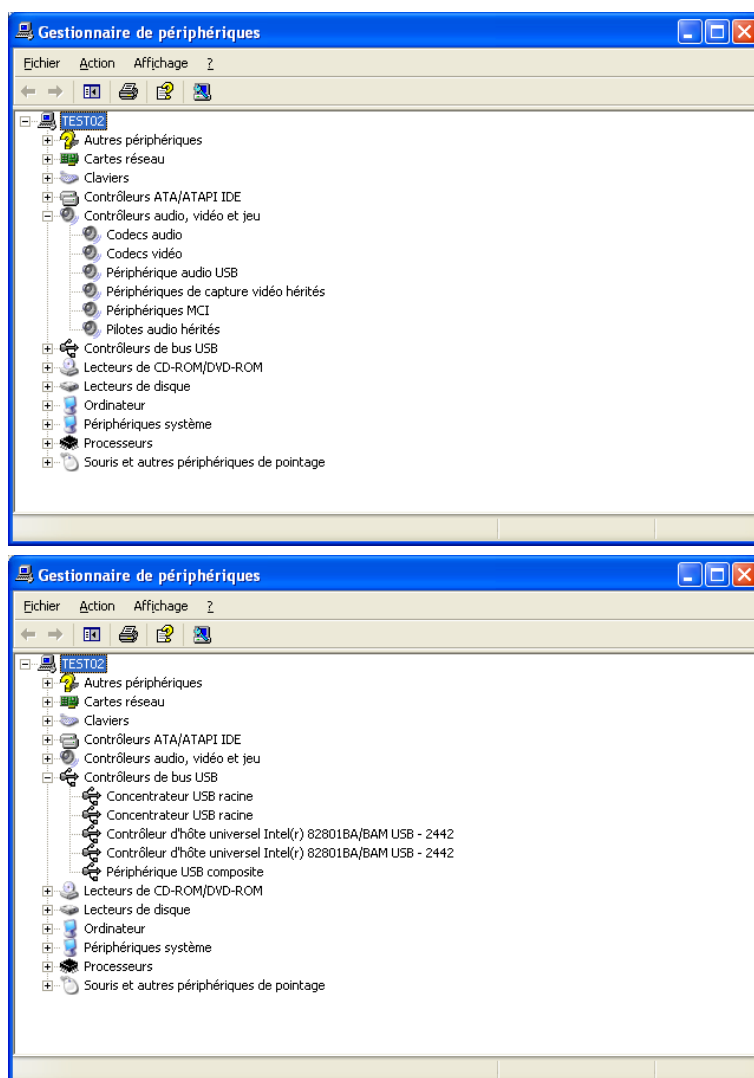 Gestionnaire de périphériques
Fichier Action Affichage ?
TEST02
Autres périphériques
Cartes réseau
Claviers
Contrôleurs ATA/ATAPI IDE
Contrôleurs audio, vidéo et jeu
Codecs audio
Codecs vidéo
Périphérique audio USB
Périphériques de capture vidéo hérités
Périphériques MCI
Pilotes audio hérités
Contrôleurs de bus USB
Lecteurs de CD-ROM/DVD-ROM
Lecteurs de disque
Ordinateur
Périphériques système
Processeurs
Souris et autres périphériques de pointage
Gestionnaire de périphériques
Fichier Action Affichage ?
TEST02
Autres périphériques
Cartes réseau
Claviers
Contrôleurs ATA/ATAPI IDE
Contrôleurs audio, vidéo et jeu
Contrôleurs de bus USB
Concentrateur USB racine
Concentrateur USB racine
Contrôleur d'hôte universel Intel(r) 82801BA/BAM USB - 2442
Contrôleur d'hôte universel Intel(r) 82801BA/BAM USB - 2442
Périphérique USB composite
Lecteurs de CD-ROM/DVD-ROM
Lecteurs de disque
Ordinateur
Périphériques système
Processeurs
Souris et autres périphériques de pointage